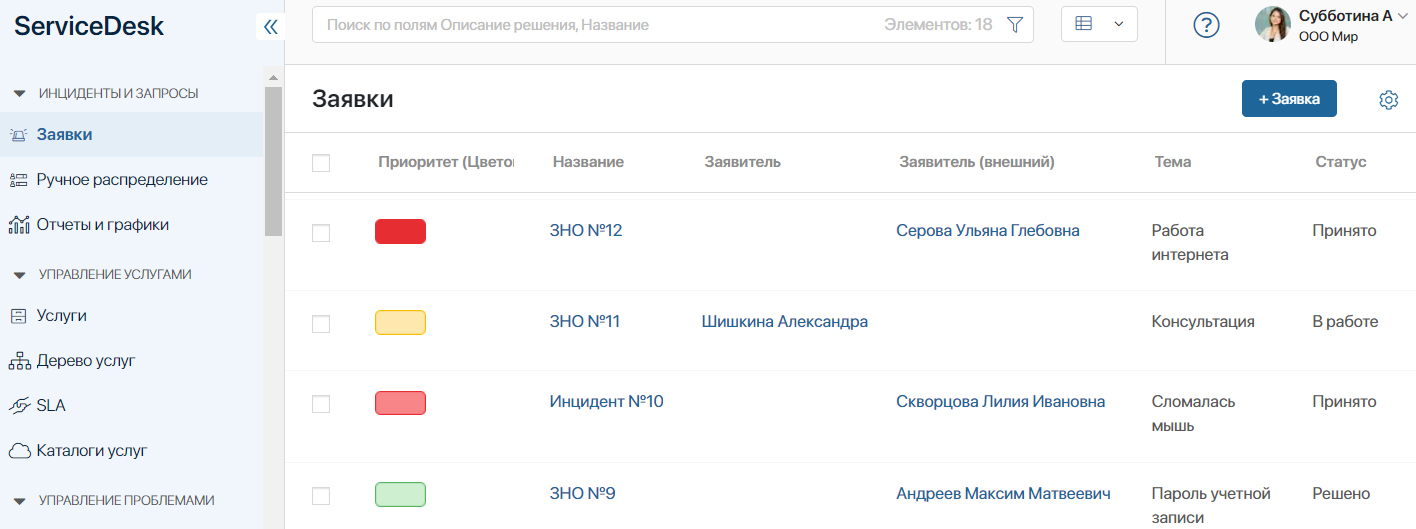 ServiceDesk
ИНЦИДЕНТЫ И ЗАПРОСЫ
Заявки
Ручное распределение
Отчеты и графики
УПРАВЛЕНИЕ УСЛУГАМИ
Услуги
Дерево услуг
SLA
Каталоги услуг
УПРАВЛЕНИЕ ПРОБЛЕМАМИ
Поиск по полям Описание решения, Название Элементов: 18
?
Субботина А
ООО Мир
Заявки
+ Заявка
Приоритет (Цвето Название Заявитель Заявитель (внешний) Тема Статус
ЗНО №12 Серова Ульяна Глебовна Работа Принято
интернета
ЗНО №11 Шишкина Александра Консультация В работе
Инцидент №10 Скворцова Лилия Ивановна Сломалась Принято
мышь
ЗНО №9 Андреев Максим Матвеевич Пароль учетной Решено
записи